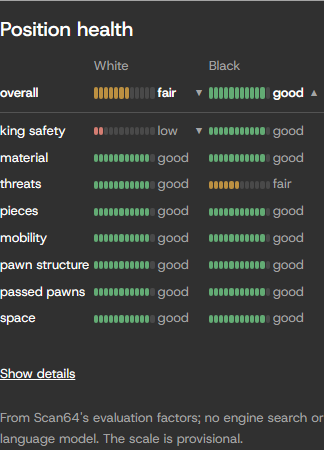 Position health
White Black
overall fair ▼ good ▲
king safety low ▼ good
material good good
threats good fair
pieces good good
mobility good good
pawn structure good good
passed pawns good good
space good good
Show details
From Scan64's evaluation factors; no engine search or
language model. The scale is provisional.